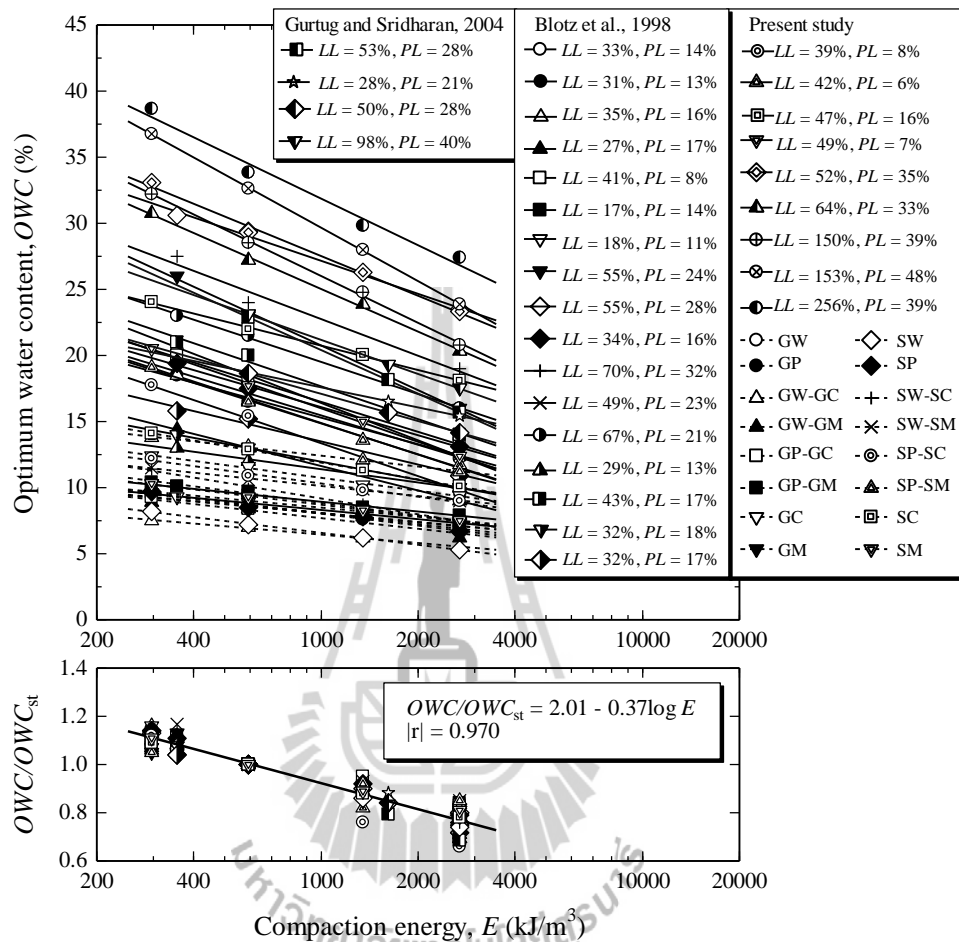 45
40
35
30
25
20
15
10
5
0
Optimum water content, OWC (%)
Gurtug and Sridharan, 2004
LL = 53%, PL = 28%
LL = 28%, PL = 21%
LL = 50%, PL = 28%
LL = 98%, PL = 40%
Blotz et al., 1998
LL = 33%, PL = 14%
LL = 31%, PL = 13%
LL = 35%, PL = 16%
LL = 27%, PL = 17%
LL = 41%, PL = 8%
LL = 17%, PL = 14%
LL = 18%, PL = 11%
LL = 55%, PL = 24%
LL = 55%, PL = 28%
LL = 34%, PL = 16%
LL = 70%, PL = 32%
LL = 49%, PL = 23%
LL = 67%, PL = 21%
LL = 29%, PL = 13%
LL = 43%, PL = 17%
LL = 32%, PL = 18%
LL = 32%, PL = 17%
Present study
LL = 39%, PL = 8%
LL = 42%, PL = 6%
LL = 47%, PL = 16%
LL = 49%, PL = 7%
LL = 52%, PL = 35%
LL = 64%, PL = 33%
LL = 150%, PL = 39%
LL = 153%, PL = 48%
LL = 256%, PL = 39%
GW SW
GP SP
GW-GC SW-SC
GW-GM SW-SM
GP-GC SP-SC
GP-GM SP-SM
GC SC
GM SM
200 400 1000 2000 4000 10000 20000
1.4
1.2
1.0
0.8
0.6
OWC/OWCst
OWC/OWCst = 2.01 - 0.37log E
|r| = 0.970
200 400 1000 2000 4000 10000 20000
Compaction energy, E (kJ/m³)